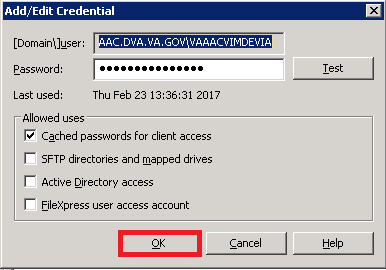 Add/Edit Credential
[Domain\]user: AAC.DVA.VA.GOV\VAAACVIMDEVIA
Password: ●●●●●●●●●●●●●●● Test
Last used: Thu Feb 23 13:36:31 2017
Allowed uses
Cached passwords for client access
SFTP directories and mapped drives
Active Directory access
FileXpress user access account
OK Cancel Help